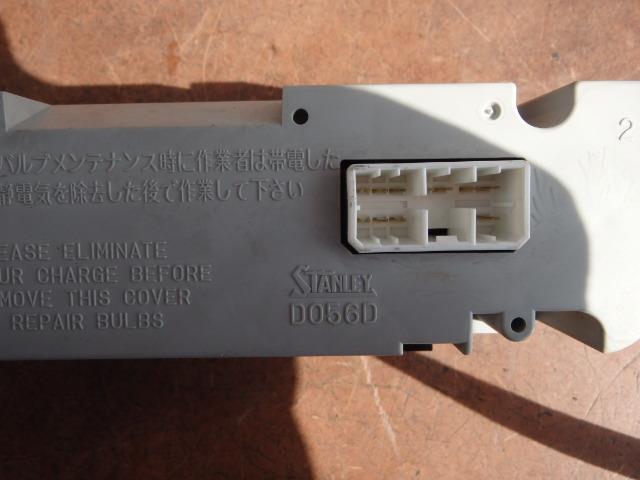 バルブメンテナンス時に作業者は帯電した
静電気を除去した後で作業して下さい
EASE ELIMINATE
UR CHARGE BEFORE
MOVE THIS COVER
REPAIR BULBS
STANLEY
D056D
2